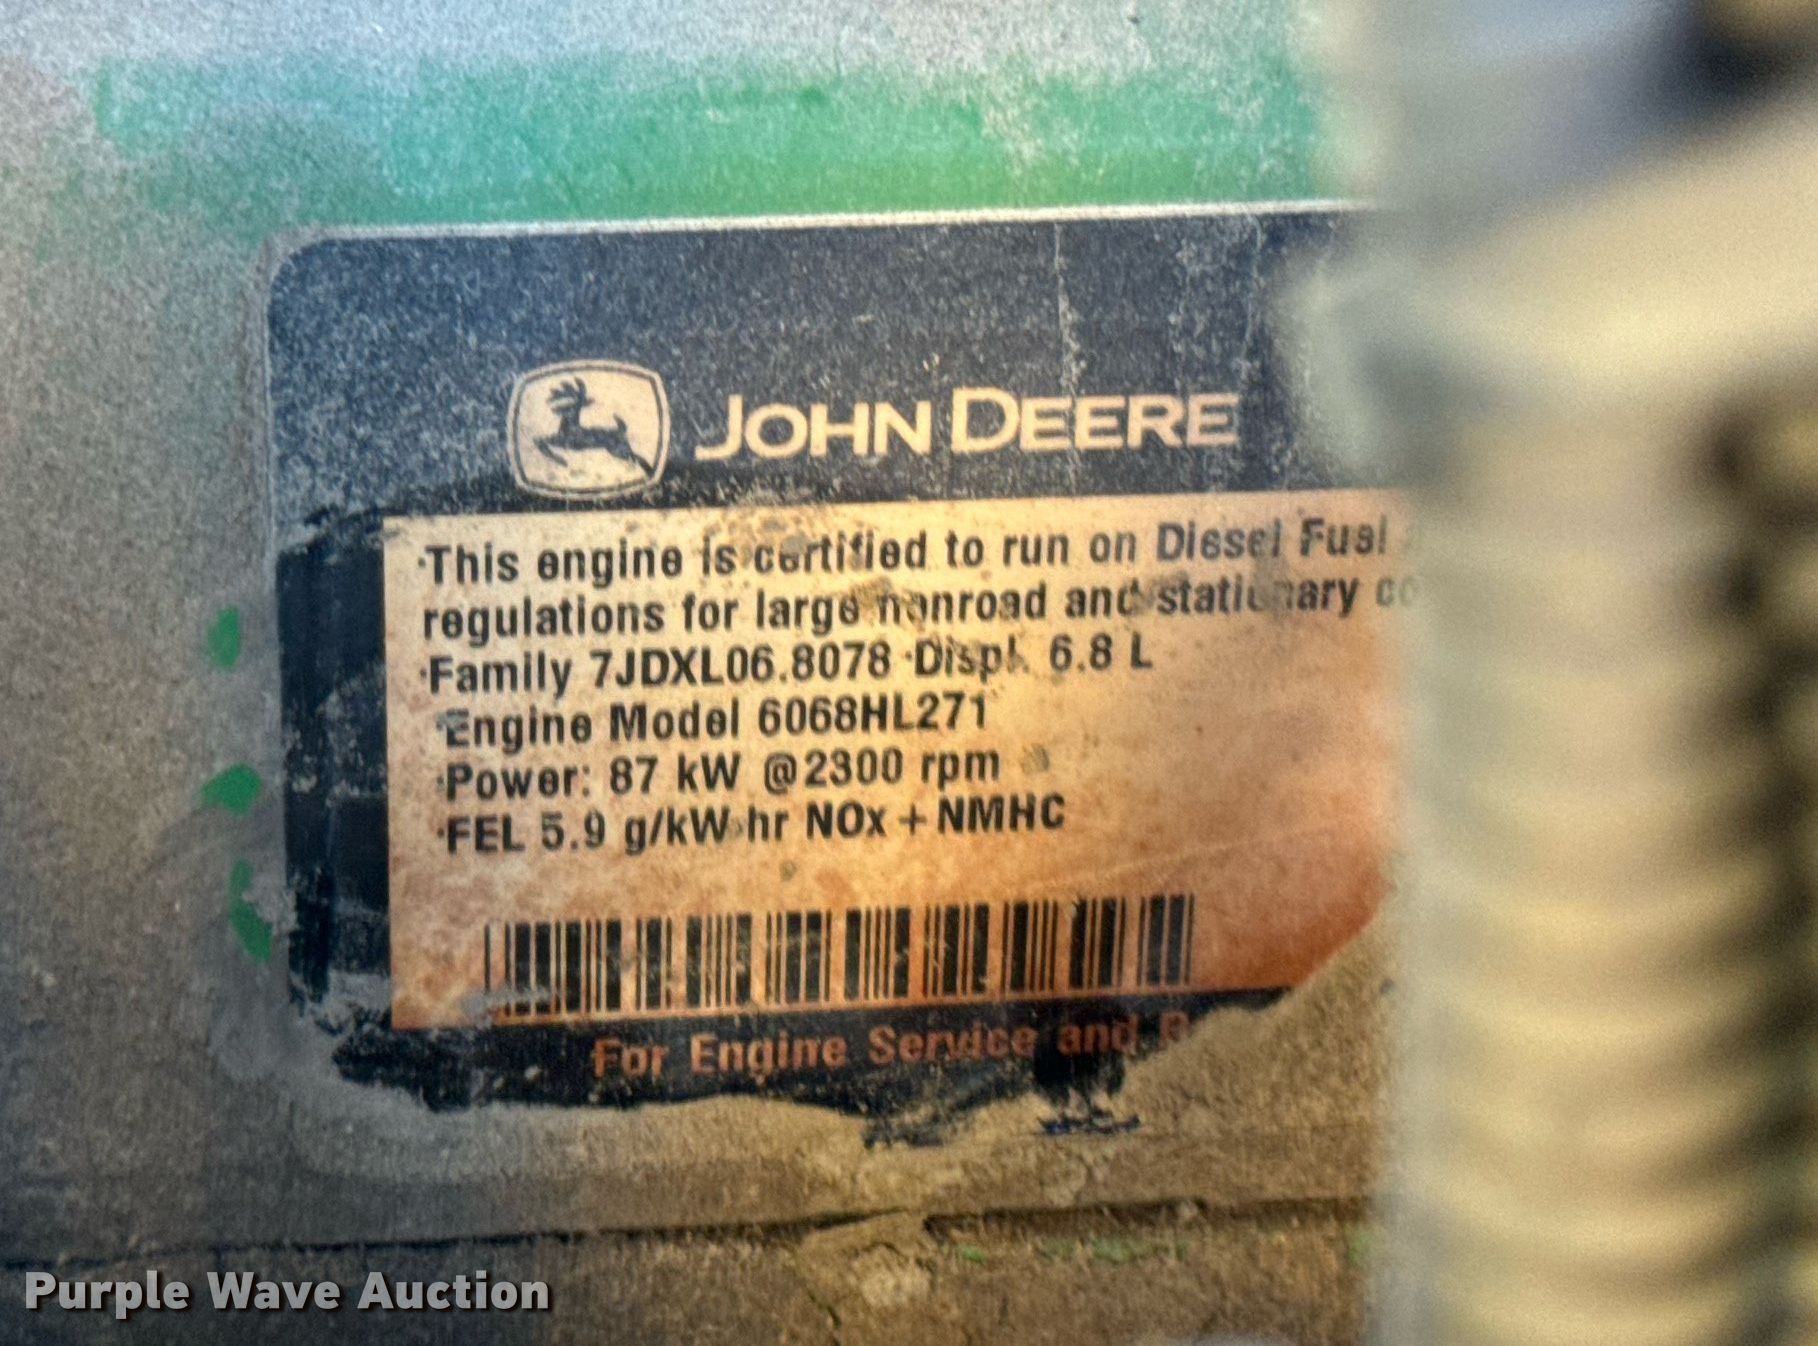 JOHN DEERE
·This engine is certified to run on Diesel Fuel
regulations for large nonroad and stationary
·Family 7JDXL06.8078 ·Displ. 6.8 L
·Engine Model 6068HL271
·Power: 87 kW @2300 rpm
·FEL 5.9 g/kW-hr NOx + NMHC
For Engine Service and
Purple Wave Auction